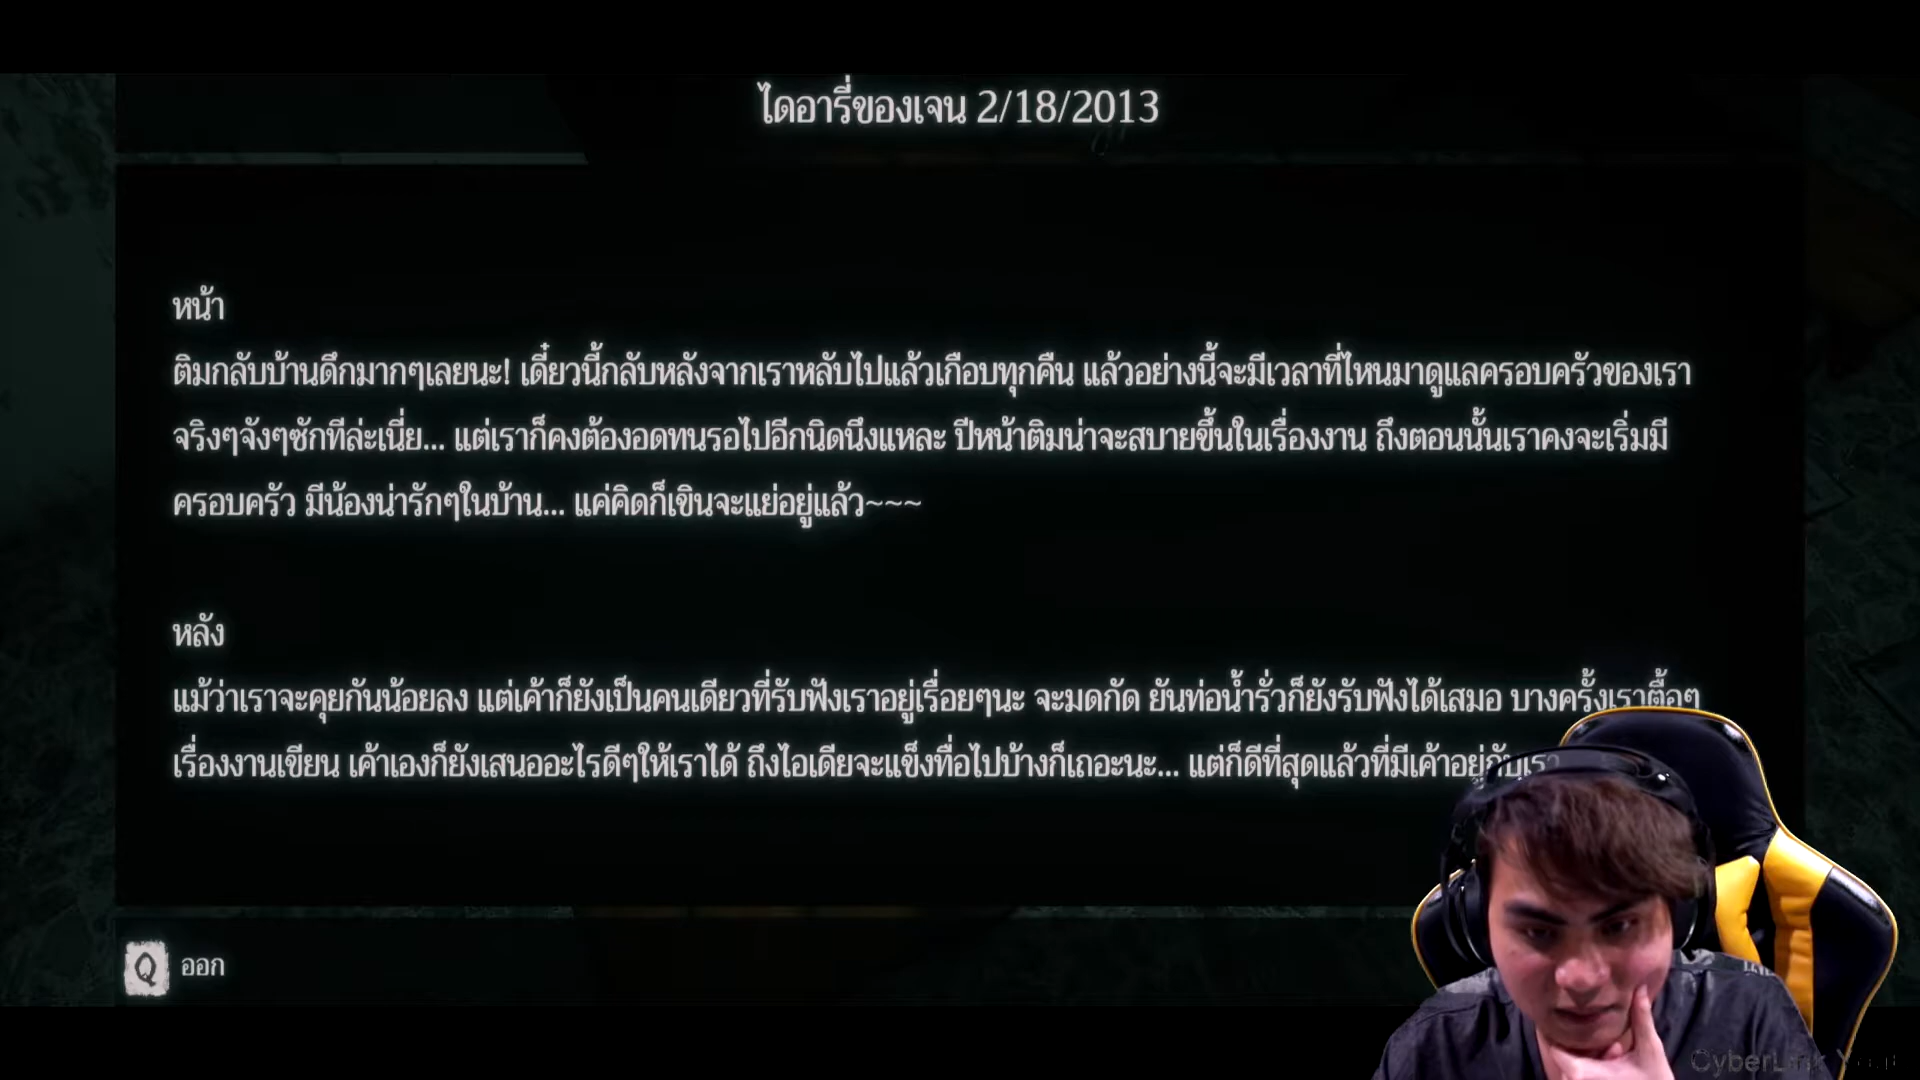 ไดอารี่ของเจน 2/18/2013
หน้า
ติมกลับบ้านดึกมากๆเลยนะ! เดี๋ยวนี้กลับหลังจากเราหลับไปแล้วเกือบทุกคืน แล้วอย่างนี้จะมีเวลาที่ไหนมาดูแลครอบครัวของเรา
จริงๆจังๆซักทีล่ะเนี่ย... แต่เราก็คงต้องอดทนรอไปอีกนิดนึงแหละ ปีหน้าติมน่าจะสบายขึ้นในเรื่องงาน ถึงตอนนั้นเราคงจะเริ่มมี
ครอบครัว มีน้องน่ารักๆในบ้าน... แค่คิดก็เขินจะแย่อยู่แล้ว~~~
หลัง
แม้ว่าเราจะคุยกันน้อยลง แต่เค้าก็ยังเป็นคนเดียวที่รับฟังเราอยู่เรื่อยๆนะ จะมดกัด ยันท่อน้ำรั่วก็ยังรับฟังได้เสมอ บางครั้งเราตื้อๆ
เรื่องงานเขียน เค้าเองก็ยังเสนออะไรดีๆให้เราได้ ถึงไอเดียจะแข็งทื่อไปบ้างก็เถอะนะ... แต่ก็ดีที่สุดแล้วที่มีเค้าอยู่กับเรา
Q ออก